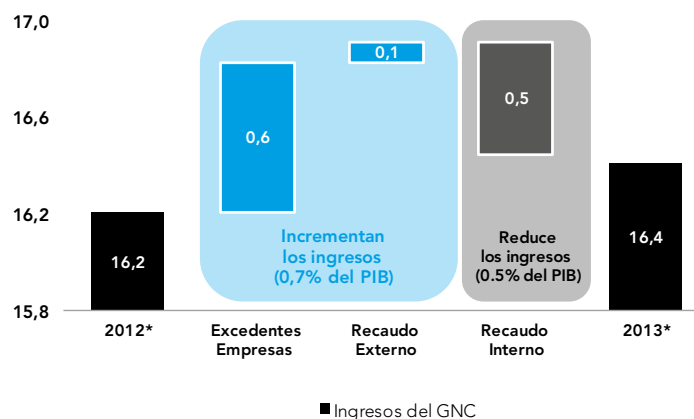 17,0
16,6
16,2
15,8
16,2
0,6
0,1
0,5
16,4
Incrementan
los ingresos
(0,7% del PIB)
Reduce
los ingresos
(0.5% del PIB)
2012*
Excedentes
Empresas
Recaudo
Externo
Recaudo
Interno
2013*
Ingresos del GNC